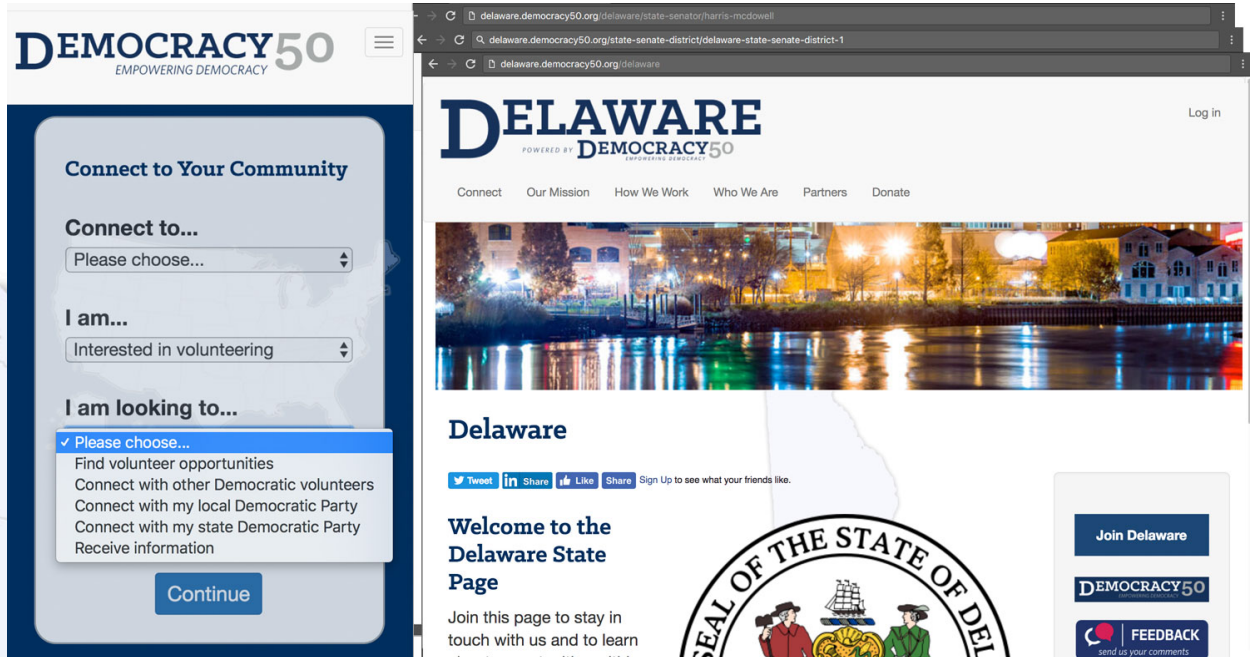 DEMOCRACY50
EMPOWERING DEMOCRACY
Connect to Your Community
Connect to...
Please choose...
I am...
Interested in volunteering
I am looking to...
✓ Please choose...
Find volunteer opportunities
Connect with other Democratic volunteers
Connect with my local Democratic Party
Connect with my state Democratic Party
Receive information
Continue
delaware.democracy50.org/delaware/state-senator/harris-mcdowell
delaware.democracy50.org/state-senate-district/delaware-state-senate-district-1
delaware.democracy50.org/delaware
DELAWARE
POWERED BY DEMOCRACY50
EMPOWERING DEMOCRACY
Log in
Connect Our Mission How We Work Who We Are Partners Donate
Delaware
Tweet in Share Like Share Sign Up to see what your friends like.
Welcome to the
Delaware State
Page
Join this page to stay in
touch with us and to learn
SEAL OF THE STATE OF DEL
Join Delaware
DEMOCRACY50
EMPOWERING DEMOCRACY
FEEDBACK
send us your comments